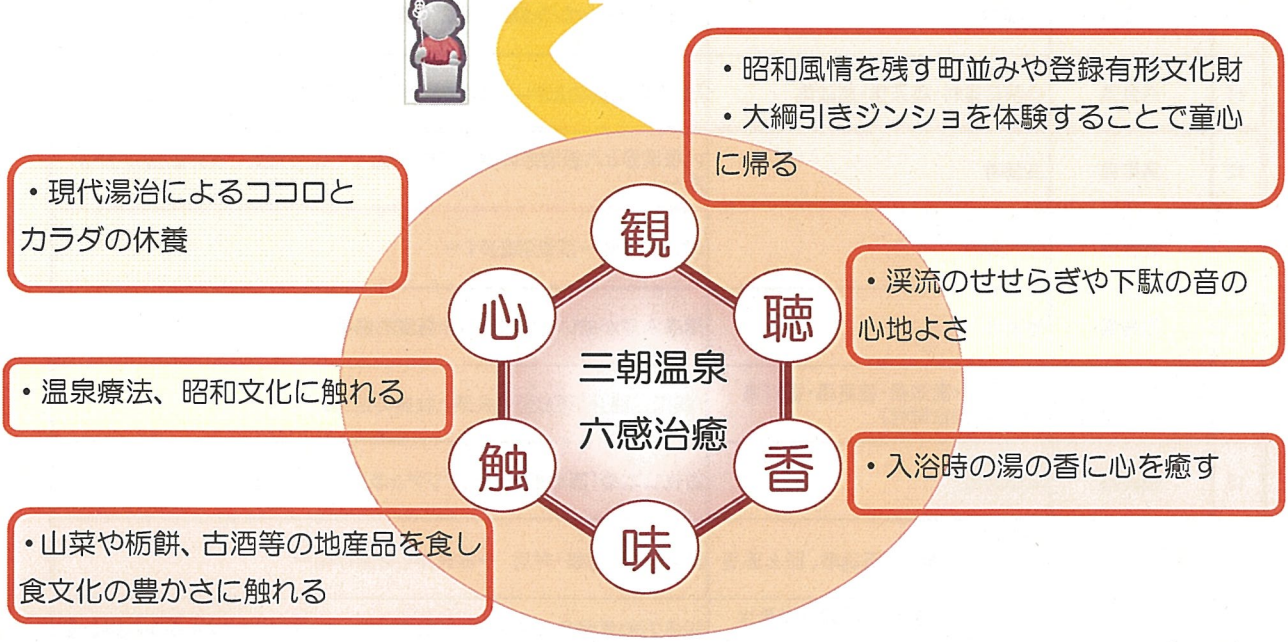 ・昭和風情を残す町並みや登録有形文化財
・大綱引きジンショを体験することで童心
に帰る
・現代湯治によるココロと
カラダの休養
観
心
聴
・渓流のせせらぎや下駄の音の
心地よさ
三朝温泉
六感治癒
・温泉療法、昭和文化に触れる
触
香
・入浴時の湯の香に心を癒す
味
・山菜や栃餅、古酒等の地産品を食し
食文化の豊かさに触れる